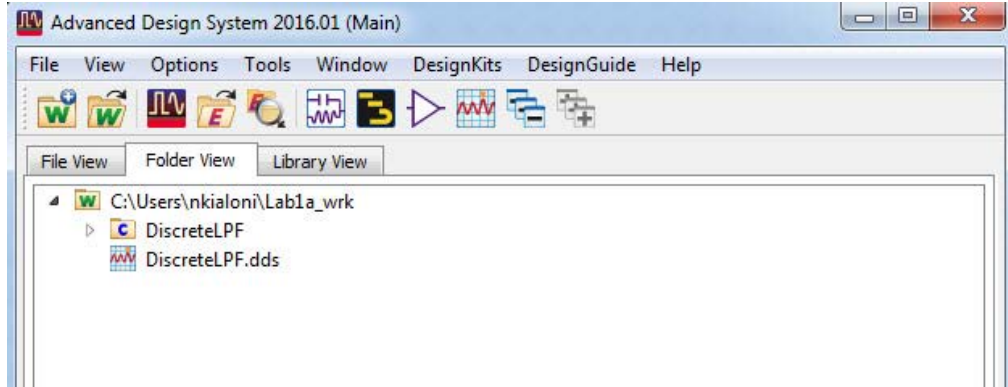 Advanced Design System 2016.01 (Main)
File View Options Tools Window DesignKits DesignGuide Help
File View Folder View Library View
C:\Users\nkialoni\Lab1a_wrk
DiscreteLPF
DiscreteLPF.dds